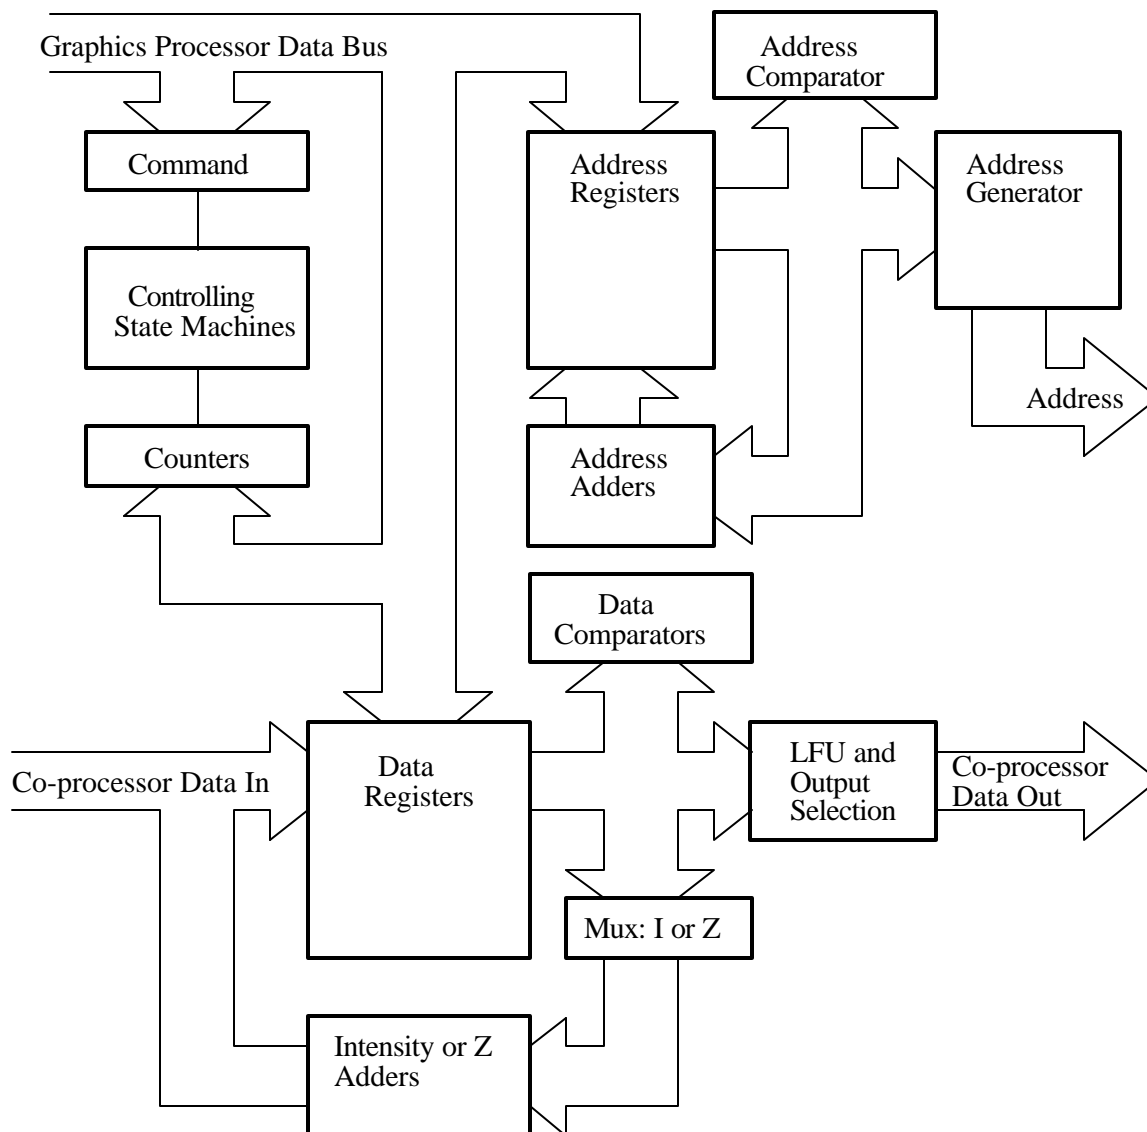 Graphics Processor Data Bus
Address
Comparator
Command
Address
Registers
Address
Generator
Controlling
State Machines
Address
Counters
Address
Adders
Data
Comparators
Co-processor Data In
Data
Registers
LFU and
Output
Selection
Co-processor
Data Out
Mux: I or Z
Intensity or Z
Adders